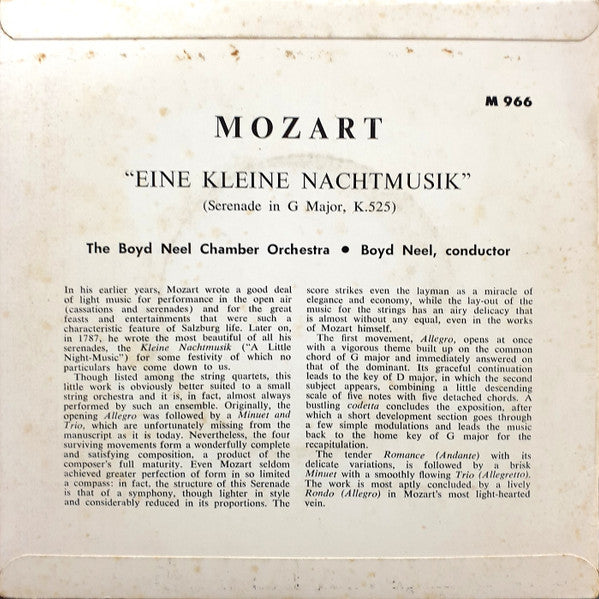 M 966
MOZART
“EINE KLEINE NACHTMUSIK”
(Serenade in G Major, K.525)
The Boyd Neel Chamber Orchestra ● Boyd Neel, conductor
In his earlier years, Mozart wrote a good deal
of light music for performance in the open air
(cassations and serenades) and for the great
feasts and entertainments that were such a
characteristic feature of Salzburg life. Later on,
in 1787, he wrote the most beautiful of all his
serenades, the Kleine Nachtmusik (“A Little
Night-Music”) for some festivity of which no
particulars have come down to us.
Though listed among the string quartets, this
little work is obviously better suited to a small
string orchestra and it is, in fact, almost always
performed by such an ensemble. Originally, the
opening Allegro was followed by a Minuet and
Trio, which are unfortunately missing from the
manuscript as it is today. Nevertheless, the four
surviving movements form a wonderfully complete
and satisfying composition, a product of the
composer's full maturity. Even Mozart seldom
achieved greater perfection of form in so limited
a compass: in fact, the structure of this Serenade
is that of a symphony, though lighter in style
and considerably reduced in its proportions. The
score strikes even the layman as a miracle of
elegance and economy, while the lay-out of the
music for the strings has an airy delicacy that
is almost without any equal, even in the works
of Mozart himself.
The first movement, Allegro, opens at once
with a vigorous theme built up on the common
chord of G major and immediately answered on
that of the dominant. Its graceful continuation
leads to the key of D major, in which the second
subject appears, combining a little descending
scale of five notes with five detached chords. A
bustling codetta concludes the exposition, after
which a short development section goes through
a few simple modulations and leads the music
back to the home key of G major for the
recapitulation.
The tender Romance (Andante) with its
delicate variations, is followed by a brisk
Minuet with a smoothly flowing Trio (Allegretto).
The work is most aptly concluded by a lively
Rondo (Allegro) in Mozart's most light-hearted
vein.